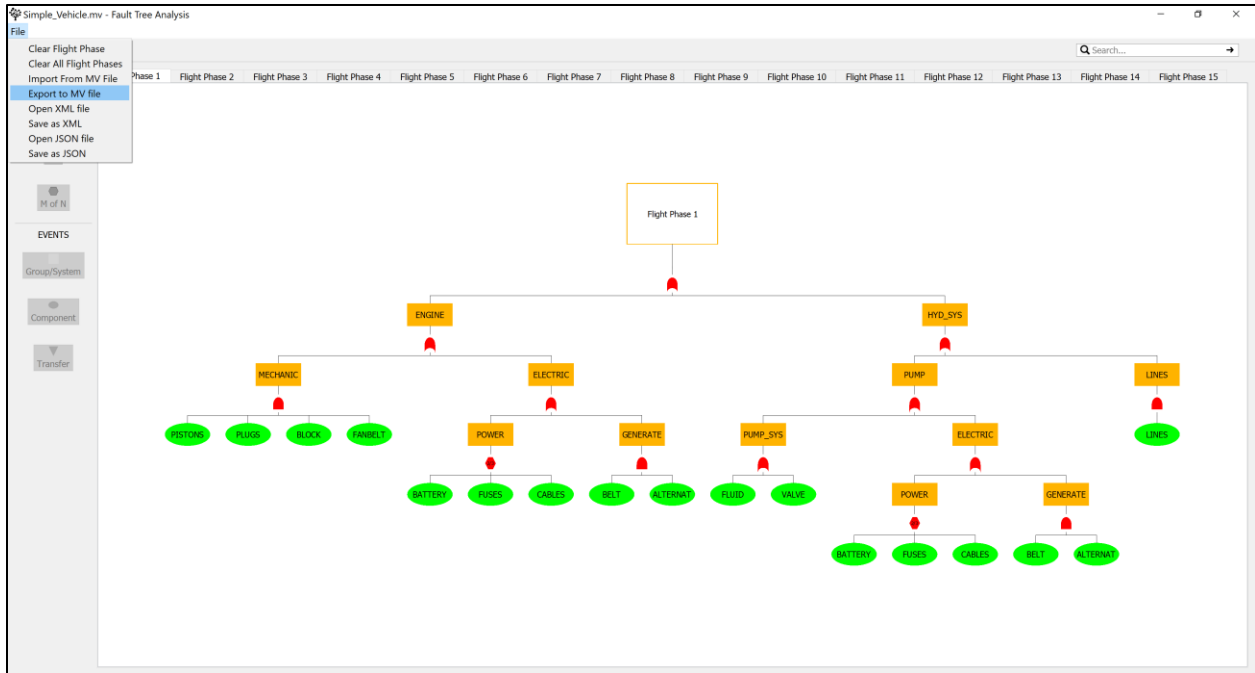 Simple_Vehicle.mv - Fault Tree Analysis
File
Clear Flight Phase
Clear All Flight Phases
Import From MV File
Export to MV file
Open XML file
Save as XML
Open JSON file
Save as JSON
Search...
Phase 1 Flight Phase 2 Flight Phase 3 Flight Phase 4 Flight Phase 5 Flight Phase 6 Flight Phase 7 Flight Phase 8 Flight Phase 9 Flight Phase 10 Flight Phase 11 Flight Phase 12 Flight Phase 13 Flight Phase 14 Flight Phase 15
M of N
EVENTS
Group/System
Component
Transfer
Flight Phase 1
ENGINE HYD_SYS
MECHANIC ELECTRIC PUMP LINES
PISTONS PLUGS BLOCK FANBELT POWER GENERATE PUMP_SYS ELECTRIC LINES
BATTERY FUSES CABLES BELT ALTERNAT FLUID VALVE POWER GENERATE
BATTERY FUSES CABLES BELT ALTERNAT